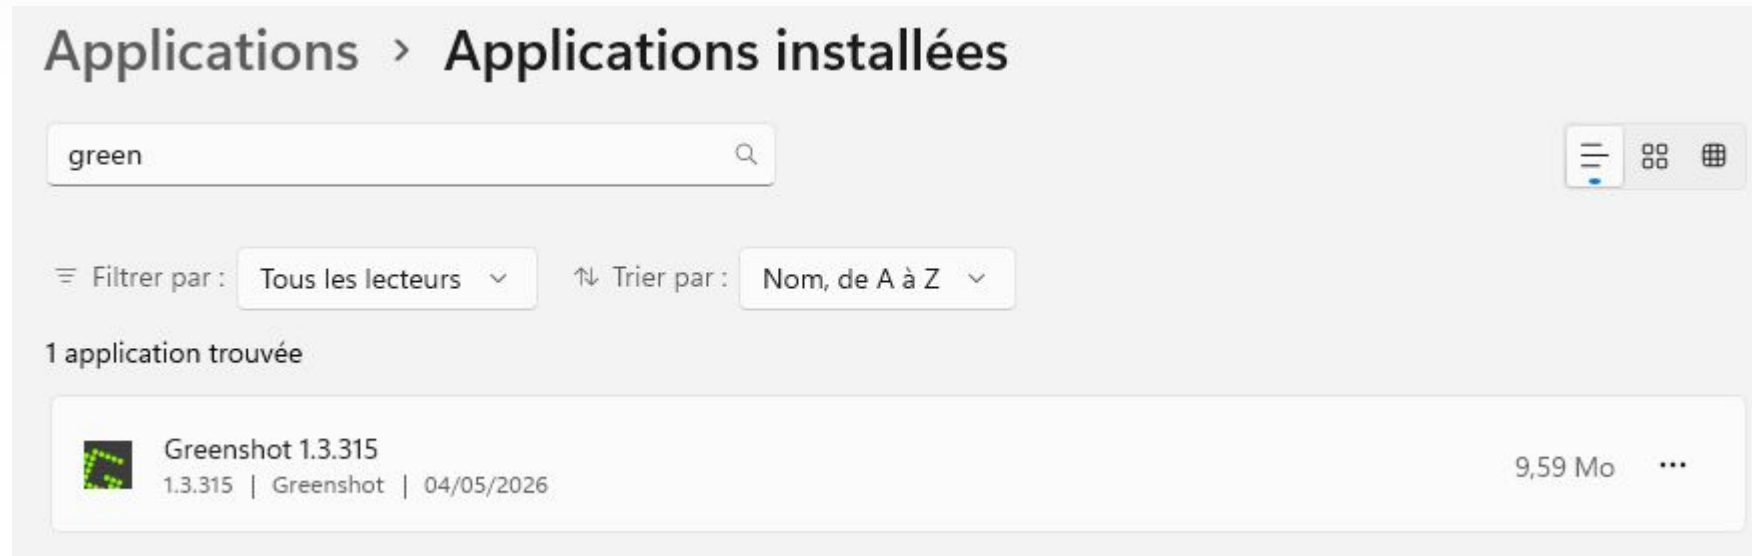 Applications > Applications installées
green
Filtrer par : Tous les lecteurs Trier par : Nom, de A à Z
1 application trouvée
Greenshot 1.3.315
1.3.315 | Greenshot | 04/05/2026
9,59 Mo